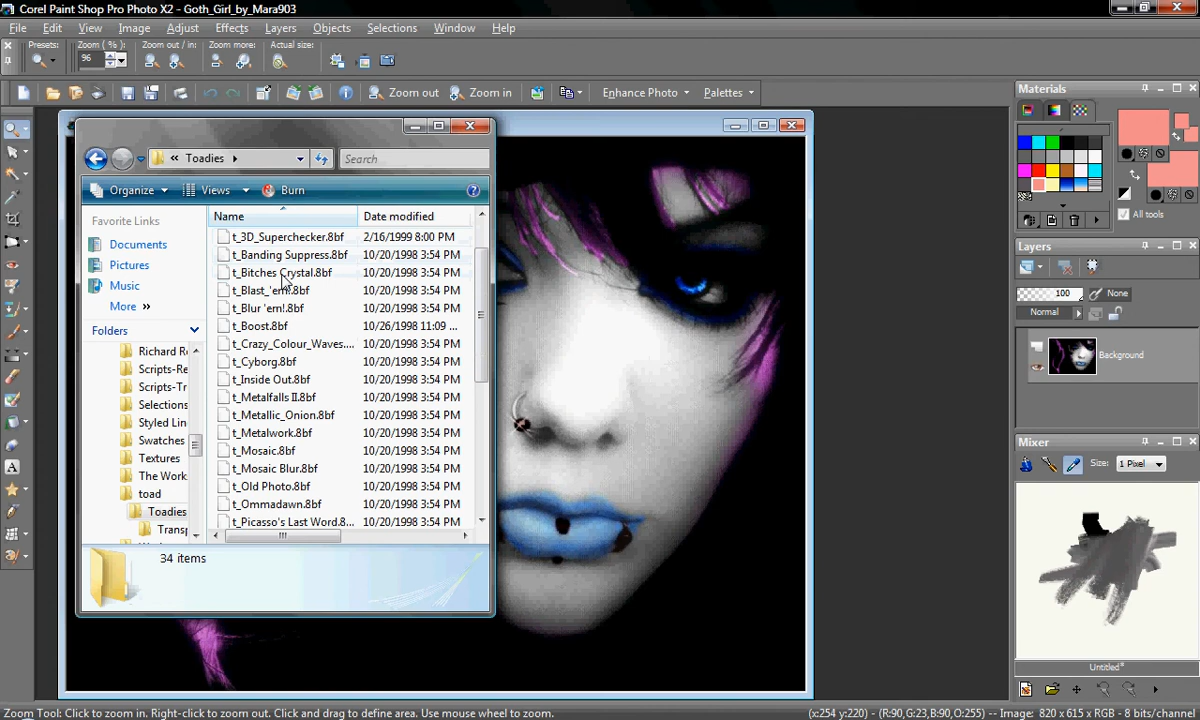 Corel Paint Shop Pro Photo X2 - Goth_Girl_by_Mara903
File Edit View Image Adjust Effects Layers Objects Selections Window Help
Presets: Zoom ( % ): Zoom out / in: Zoom more: Actual size:
96
Zoom out Zoom in Enhance Photo Palettes
Materials
All tools
Layers
100 None
Normal
Background
Mixer
Size: 1 Pixel
Untitled*
« Toadies Search
Organize Views Burn
Favorite Links
Documents
Pictures
Music
More »
Folders
Richard R
Scripts-Re
Scripts-Tr
Selections
Styled Lin
Swatches
Textures
The Work
toad
Toadies
Transp
Name Date modified
t_3D_Superchecker.8bf 2/16/1999 8:00 PM
t_Banding Suppress.8bf 10/20/1998 3:54 PM
t_Bitches Crystal.8bf 10/20/1998 3:54 PM
t_Blast_'em!.8bf 10/20/1998 3:54 PM
t_Blur 'em!.8bf 10/20/1998 3:54 PM
t_Boost.8bf 10/26/1998 11:09 ...
t_Crazy_Colour_Waves.... 10/20/1998 3:54 PM
t_Cyborg.8bf 10/20/1998 3:54 PM
t_Inside Out.8bf 10/20/1998 3:54 PM
t_Metalfalls II.8bf 10/20/1998 3:54 PM
t_Metallic_Onion.8bf 10/20/1998 3:54 PM
t_Metalwork.8bf 10/20/1998 3:54 PM
t_Mosaic.8bf 10/20/1998 3:54 PM
t_Mosaic Blur.8bf 10/20/1998 3:54 PM
t_Old Photo.8bf 10/20/1998 3:54 PM
t_Ommadawn.8bf 10/20/1998 3:54 PM
t_Picasso's Last Word.8... 10/20/1998 3:54 PM
34 items
Zoom Tool: Click to zoom in. Right-click to zoom out. Click and drag to define area. Use mouse wheel to zoom. (x:254 y:220) -- (R:90,G:23,B:90,O:255) -- Image: 820 x 615 x RGB - 8 bits/channel